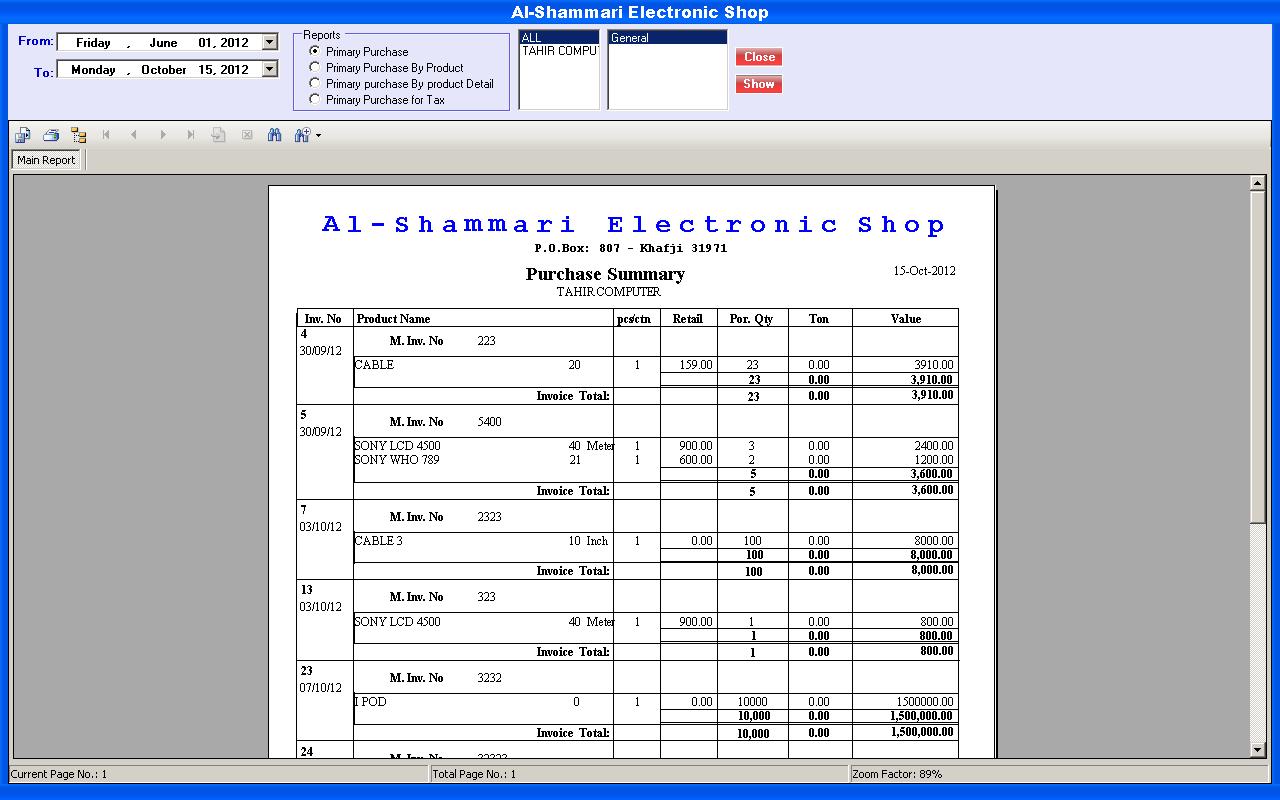 Al-Shammari Electronic Shop
From: Friday , June 01, 2012
To: Monday , October 15, 2012
Reports
Primary Purchase
Primary Purchase By Product
Primary purchase By product Detail
Primary Purchase for Tax
ALL
TAHIR COMPU
General
Close
Show
Main Report
Al-Shammari Electronic Shop
P.O.Box: 807 - Khafji 31971
Purchase Summary 15-Oct-2012
TAHIR COMPUTER
Inv. No Product Name pcs/ctn Retail Por. Qty Ton Value
4
30/09/12 M. Inv. No 223
CABLE 20 1 159.00 23 0.00 3910.00
23 0.00 3,910.00
Invoice Total: 23 0.00 3,910.00
5
30/09/12 M. Inv. No 5400
SONY LCD 4500 40 Meter 1 900.00 3 0.00 2400.00
SONY WHO 789 21 1 600.00 2 0.00 1200.00
5 0.00 3,600.00
Invoice Total: 5 0.00 3,600.00
7
03/10/12 M. Inv. No 2323
CABLE 3 10 Inch 1 0.00 100 0.00 8000.00
100 0.00 8,000.00
Invoice Total: 100 0.00 8,000.00
13
03/10/12 M. Inv. No 323
SONY LCD 4500 40 Meter 1 900.00 1 0.00 800.00
1 0.00 800.00
Invoice Total: 1 0.00 800.00
23
07/10/12 M. Inv. No 3232
I POD 0 1 0.00 10000 0.00 1500000.00
10,000 0.00 1,500,000.00
Invoice Total: 10,000 0.00 1,500,000.00
24
M. Inv. No
Current Page No.: 1 Total Page No.: 1 Zoom Factor: 89%